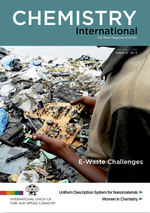 CHEMISTRY
International
The News Magazine of IUPAC
E-Waste Challenges
INTERNATIONAL UNION OF
PURE AND APPLIED CHEMISTRY
Uniform Description System for Nanomaterials
Women in Chemistry